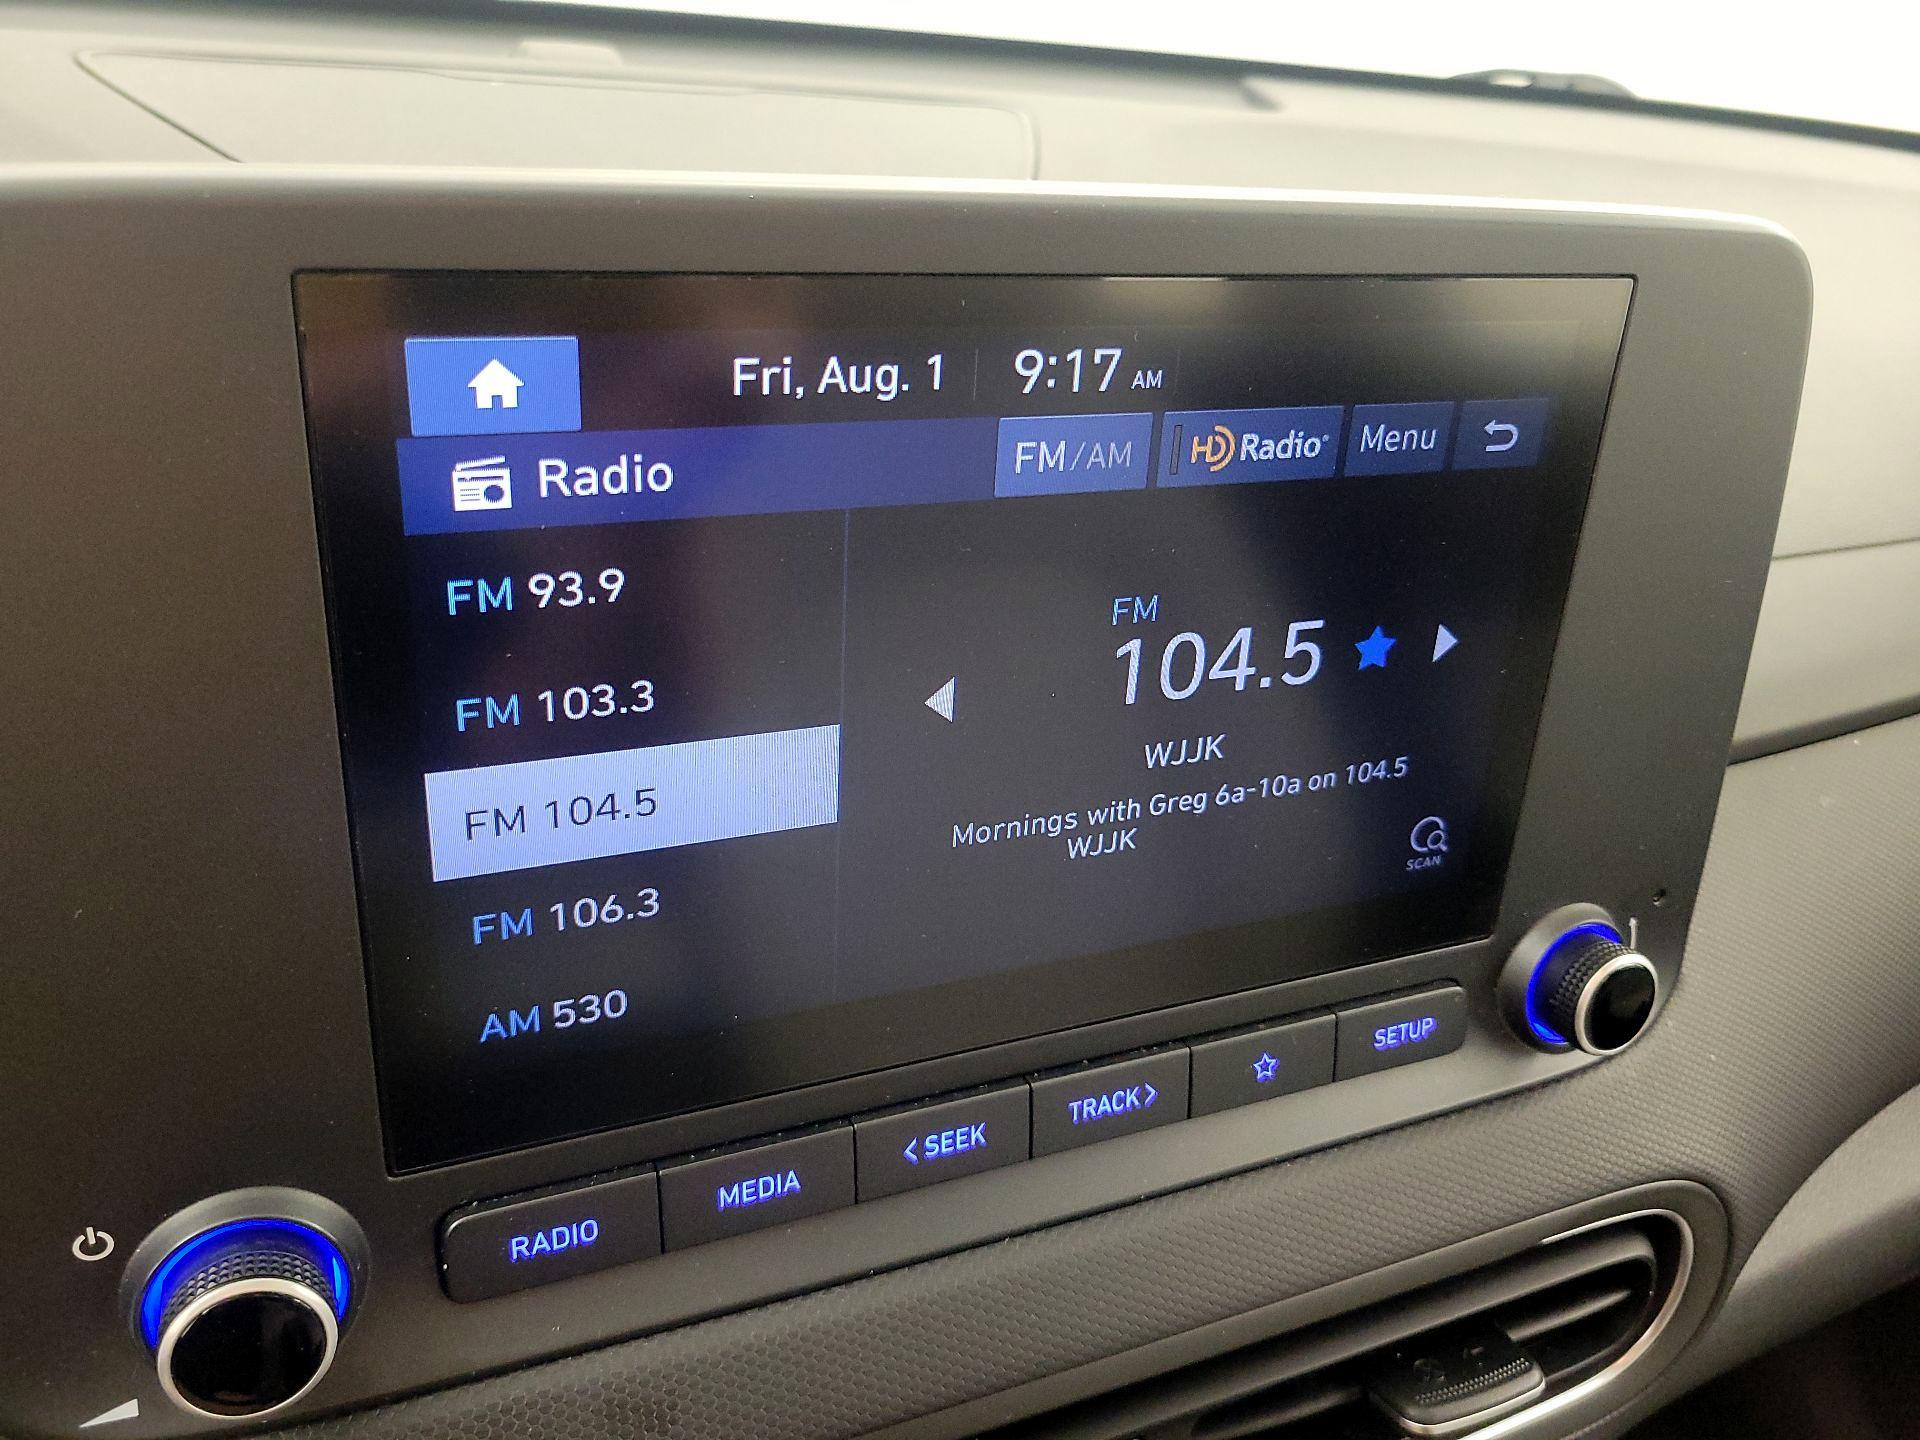 Fri, Aug. 1 9:17 AM
Radio FM/AM HD Radio® Menu
FM 93.9
FM 103.3
FM 104.5
FM 106.3
AM 530
FM
104.5
WJJK
Mornings with Greg 6a-10a on 104.5
WJJK
SCAN
RADIO MEDIA < SEEK TRACK > SETUP